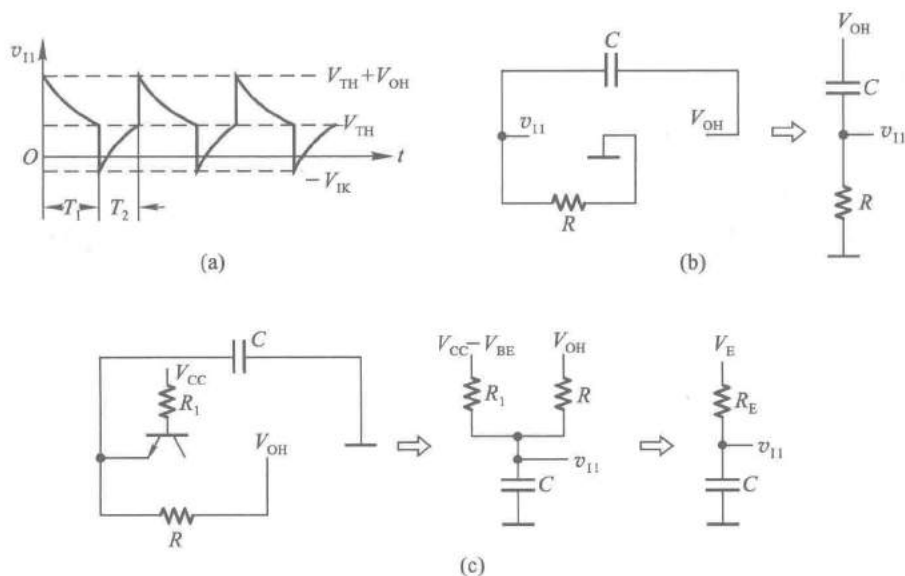 v_I1
V_TH + V_OH
V_TH
O
t
−V_IK
T_1
T_2
(a)
C
v_I1
V_OH
R
V_OH
C
v_I1
R
(b)
C
V_CC
R_1
V_OH
R
V_CC − V_BE
V_OH
R_1
R
v_I1
C
V_E
R_E
v_I1
C
(c)